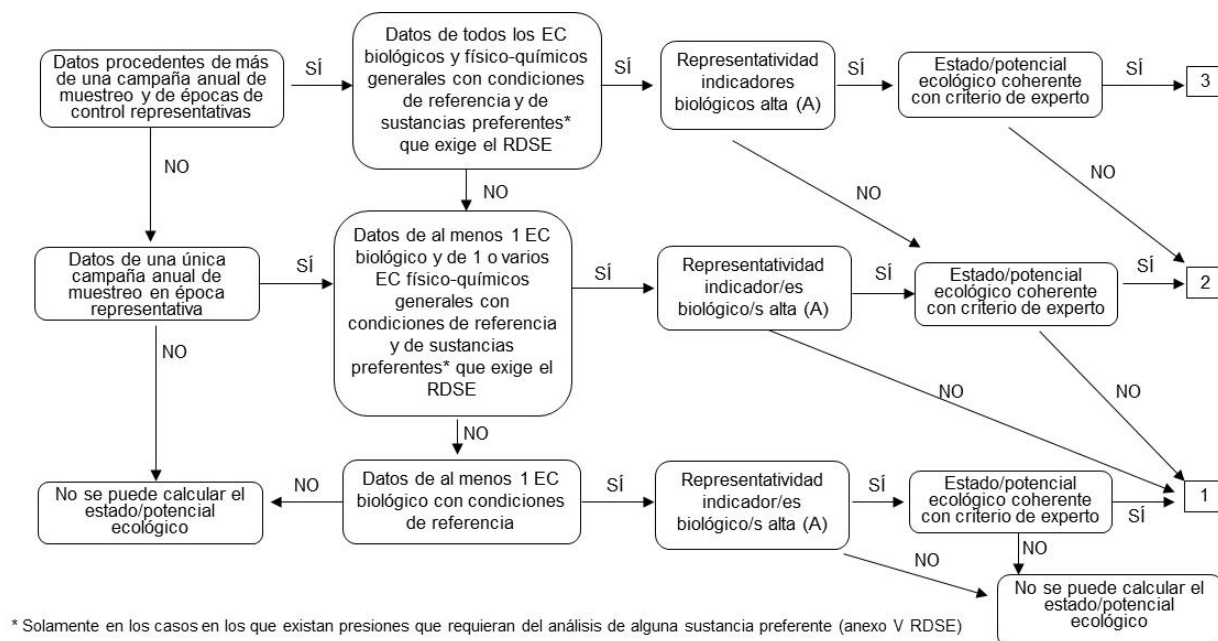 Datos procedentes de más
de una campaña anual de
muestreo y de épocas de
control representativas
SÍ
Datos de todos los EC
biológicos y físico-químicos
generales con condiciones
de referencia y de
sustancias preferentes*
que exige el RDSE
SÍ
Representatividad
indicadores
biológicos alta (A)
SÍ
Estado/potencial
ecológico coherente
con criterio de experto
SÍ
3
NO
NO
NO
NO
Datos de una única
campaña anual de
muestreo en época
representativa
SÍ
Datos de al menos 1 EC
biológico y de 1 o varios
EC físico-químicos
generales con
condiciones de referencia
y de sustancias
preferentes* que exige el
RDSE
SÍ
Representatividad
indicador/es
biológico/s alta (A)
SÍ
Estado/potencial
ecológico coherente
con criterio de experto
SÍ
2
NO
NO
NO
NO
No se puede calcular el
estado/potencial
ecológico
NO
Datos de al menos 1 EC
biológico con condiciones
de referencia
SÍ
Representatividad
indicador/es
biológico/s alta (A)
SÍ
Estado/potencial
ecológico coherente
con criterio de experto
SÍ
1
NO
NO
No se puede calcular el
estado/potencial
ecológico
* Solamente en los casos en los que existan presiones que requieran del análisis de alguna sustancia preferente (anexo V RDSE)